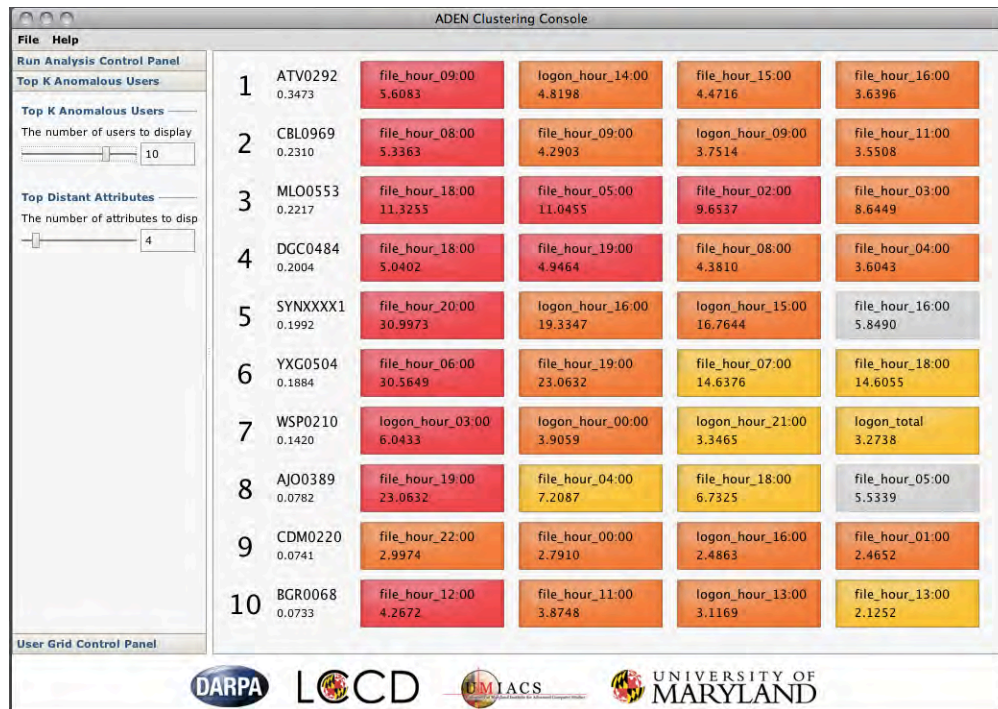 ADEN Clustering Console
File Help
Run Analysis Control Panel
Top K Anomalous Users
Top K Anomalous Users
The number of users to display
10
Top Distant Attributes
The number of attributes to disp
4
User Grid Control Panel
1 ATV0292 file_hour_09:00 logon_hour_14:00 file_hour_15:00 file_hour_16:00
0.3473 5.6083 4.8198 4.4716 3.6396
2 CBL0969 file_hour_08:00 file_hour_09:00 logon_hour_09:00 file_hour_11:00
0.2310 5.3363 4.2903 3.7514 3.5508
3 MLO0553 file_hour_18:00 file_hour_05:00 file_hour_02:00 file_hour_03:00
0.2217 11.3255 11.0455 9.6537 8.6449
4 DGC0484 file_hour_18:00 file_hour_19:00 file_hour_08:00 file_hour_04:00
0.2004 5.0402 4.9464 4.3810 3.6043
5 SYNXXXX1 file_hour_20:00 logon_hour_16:00 logon_hour_15:00 file_hour_16:00
0.1992 30.9973 19.3347 16.7644 5.8490
6 YXG0504 file_hour_06:00 file_hour_19:00 file_hour_07:00 file_hour_18:00
0.1884 30.5649 23.0632 14.6376 14.6055
7 WSP0210 logon_hour_03:00 logon_hour_00:00 logon_hour_21:00 logon_total
0.1420 6.0433 3.9059 3.3465 3.2738
8 AJO0389 file_hour_19:00 file_hour_04:00 file_hour_18:00 file_hour_05:00
0.0782 23.0632 7.2087 6.7325 5.5339
9 CDM0220 file_hour_22:00 file_hour_00:00 logon_hour_16:00 file_hour_01:00
0.0741 2.9974 2.7910 2.4863 2.4652
10 BGR0068 file_hour_12:00 file_hour_11:00 logon_hour_13:00 file_hour_13:00
0.0733 4.2672 3.8748 3.1169 2.1252
DARPA LCCD UMIACS UNIVERSITY OF
MARYLAND